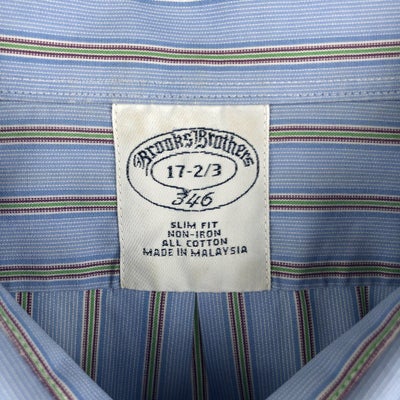 Brooks Brothers
17-2/3
346
SLIM FIT
NON-IRON
ALL COTTON
MADE IN MALAYSIA